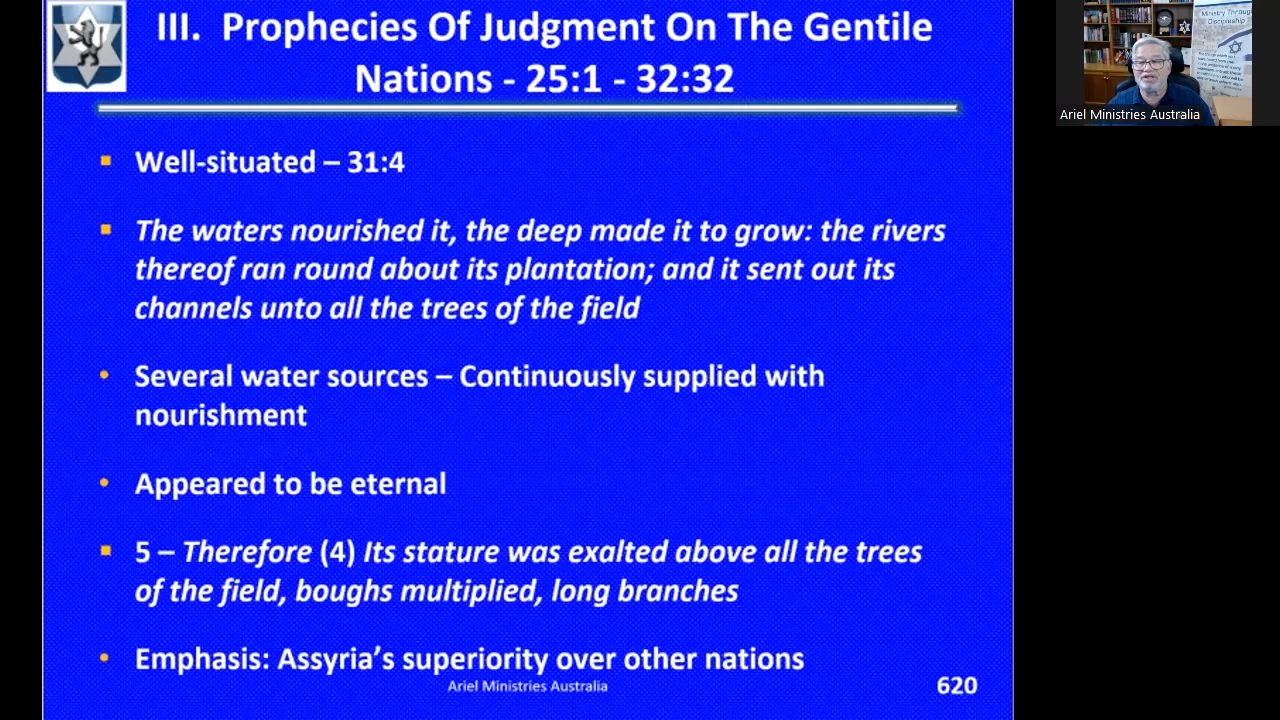 III. Prophecies Of Judgment On The Gentile
Nations - 25:1 - 32:32
Well-situated – 31:4
The waters nourished it, the deep made it to grow: the rivers
thereof ran round about its plantation; and it sent out its
channels unto all the trees of the field
Several water sources – Continuously supplied with
nourishment
Appeared to be eternal
5 – Therefore (4) Its stature was exalted above all the trees
of the field, boughs multiplied, long branches
Emphasis: Assyria's superiority over other nations
Ariel Ministries Australia
620
Ministry Through
Discipleship
Ariel Ministries Australia